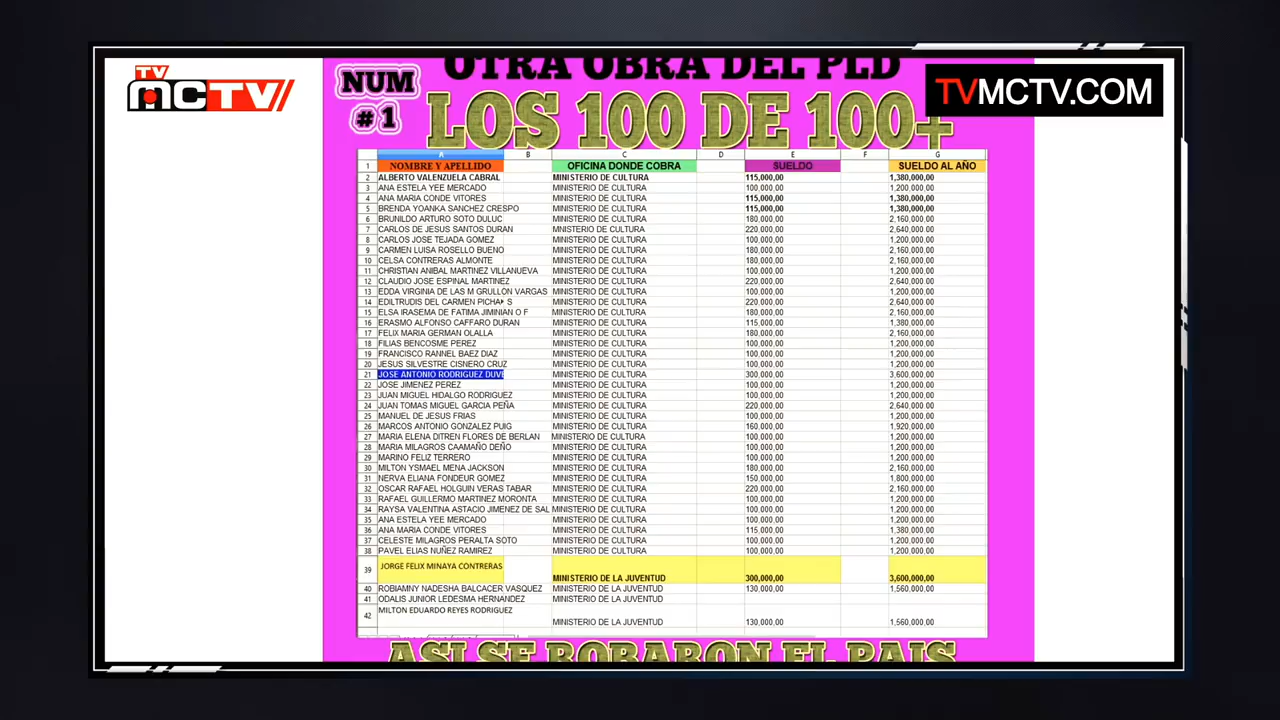 OTRA OBRA DEL PLD
TV
MCTV
NUM
#1
TVMCTV.COM
LOS 100 DE 100+
A B C D E F G
1 NOMBRE Y APELLIDO OFICINA DONDE COBRA SUELDO SUELDO AL AÑO
2 ALBERTO VALENZUELA CABRAL MINISTERIO DE CULTURA 115.000,00 1,380,000,00
3 ANA ESTELA YEE MERCADO MINISTERIO DE CULTURA 100.000,00 1,200.000,00
4 ANA MARIA CONDE VITORES MINISTERIO DE CULTURA 115.000,00 1,380,000,00
5 BRENDA YOANKA SANCHEZ CRESPO MINISTERIO DE CULTURA 115.000,00 1,380,000,00
6 BRUNILDO ARTURO SOTO DULUC MINISTERIO DE CULTURA 180.000,00 2,160.000,00
7 CARLOS DE JESUS SANTOS DURAN MNISTERIO DE CULTURA 220.000,00 2,640.000,00
8 CARLOS JOSE TEJADA GOMEZ MINISTERIO DE CULTURA 100.000,00 1,200.000,00
9 CARMEN LUISA ROSELLO BUENO MINISTERIO DE CULTURA 180.000,00 2,160.000,00
10 CELSA CONTRERAS ALMONTE MINISTERIO DE CULTURA 180.000,00 2,160.000,00
11 CHRISTIAN ANIBAL MARTINEZ VILLANUEVA MINISTERIO DE CULTURA 100.000,00 1,200.000,00
12 CLAUDIO JOSE ESPINAL MARTINEZ MINISTERIO DE CULTURA 220.000,00 2,640.000,00
13 EDDA VIRGINIA DE LAS M GRULLON VARGAS MINISTERIO DE CULTURA 100.000,00 1,200.000,00
14 EDILTRUDIS DEL CARMEN PICHA S MINISTERIO DE CULTURA 220.000,00 2,640.000,00
15 ELSA IRASEMA DE FATIMA JIMINIAN O F MINISTERIO DE CULTURA 180.000,00 2,160.000,00
16 ERASMO ALFONSO CAFFARO DURAN MINISTERIO DE CULTURA 115.000,00 1,380.000,00
17 FELIX MARIA GERMAN OLALLA MINISTERIO DE CULTURA 180.000,00 2,160.000,00
18 FILIAS BENCOSME PEREZ MINISTERIO DE CULTURA 100.000,00 1,200.000,00
19 FRANCISCO RANNEL BAEZ DIAZ MINISTERIO DE CULTURA 100.000,00 1,200.000,00
20 JESUS SILVESTRE CISNERO CRUZ MINISTERIO DE CULTURA 100.000,00 1,200.000,00
21 JOSE ANTONIO RODRIGUEZ DUVE MINISTERIO DE CULTURA 300.000,00 3,600.000,00
22 JOSE JIMENEZ PEREZ MINISTERIO DE CULTURA 100.000,00 1,200.000,00
23 JUAN MIGUEL HIDALGO RODRIGUEZ MINISTERIO DE CULTURA 100.000,00 1,200.000,00
24 JUAN TOMAS MIGUEL GARCIA PEÑA MINISTERIO DE CULTURA 220.000,00 2,640.000,00
25 MANUEL DE JESUS FRIAS MINISTERIO DE CULTURA 100.000,00 1,200.000,00
26 MARCOS ANTONIO GONZALEZ PUIG MINISTERIO DE CULTURA 160.000,00 1,920.000,00
27 MARIA ELENA DITREN FLORES DE BERLAN MINISTERIO DE CULTURA 100.000,00 1,200.000,00
28 MARIA MILAGROS CAAMAÑO DEÑO MINISTERIO DE CULTURA 100.000,00 1,200.000,00
29 MARINO FELIZ TERRERO MINISTERIO DE CULTURA 100.000,00 1,200.000,00
30 MILTON YSMAEL MENA JACKSON MINISTERIO DE CULTURA 180.000,00 2,160.000,00
31 NERVA ELIANA FONDEUR GOMEZ MINISTERIO DE CULTURA 150.000,00 1,800.000,00
32 OSCAR RAFAEL HOLGUIN VERAS TABAR MINISTERIO DE CULTURA 220.000,00 2,160.000,00
33 RAFAEL GUILLERMO MARTINEZ MORONTA MINISTERIO DE CULTURA 100.000,00 1,200.000,00
34 RAYSA VALENTINA ASTACIO JIMENEZ DE SAL MINISTERIO DE CULTURA 100.000,00 1,200.000,00
35 ANA ESTELA YEE MERCADO MINISTERIO DE CULTURA 100.000,00 1,200.000,00
36 ANA MARIA CONDE VITORES MINISTERIO DE CULTURA 115.000,00 1,380.000,00
37 CELESTE MILAGROS PERALTA SOTO MINISTERIO DE CULTURA 100.000,00 1,200.000,00
38 PAVEL ELIAS NUÑEZ RAMIREZ MINISTERIO DE CULTURA 100.000,00 1,200.000,00
39 JORGE FELIX MINAYA CONTRERAS MINISTERIO DE LA JUVENTUD 300.000,00 3,600.000,00
40 ROBIAMNY NADESHA BALCACER VASQUEZ MINISTERIO DE LA JUVENTUD 130.000,00 1,560,000,00
41 ODALIS JUNIOR LEDESMA HERNANDEZ MINISTERIO DE LA JUVENTUD
42 MILTON EDUARDO REYES RODRIGUEZ MINISTERIO DE LA JUVENTUD 130.000,00 1,560,000,00
ASI SE ROBARON EL PAIS